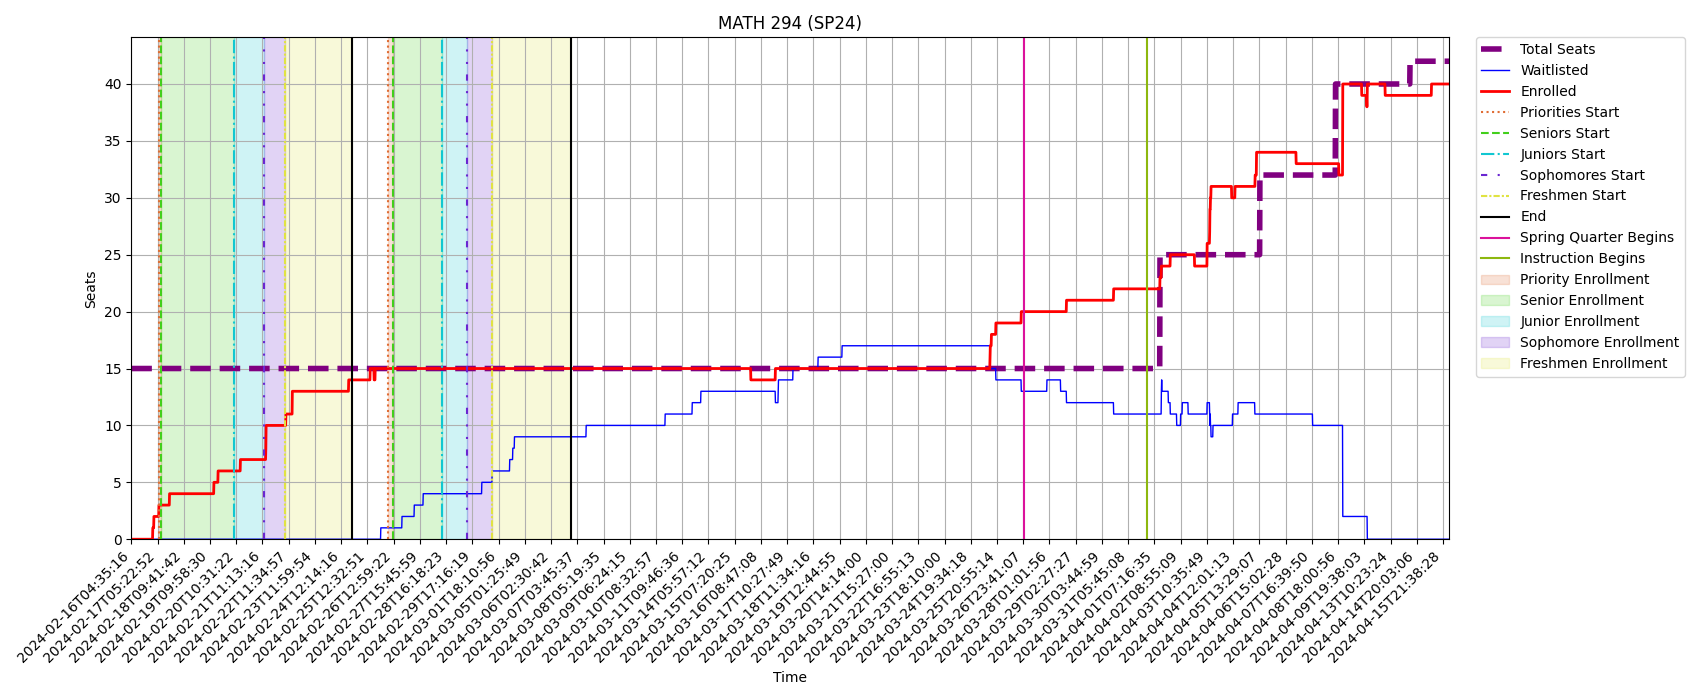 MATH 294 (SP24)
Seats
40
35
30
25
20
15
10
5
0
2024-02-16T04:35:16
2024-02-17T05:22:52
2024-02-18T09:41:42
2024-02-19T09:58:30
2024-02-20T10:31:22
2024-02-21T11:13:16
2024-02-22T11:34:57
2024-02-23T11:59:54
2024-02-24T12:14:16
2024-02-25T12:32:51
2024-02-26T12:59:22
2024-02-27T15:45:59
2024-02-28T16:18:23
2024-02-29T17:16:19
2024-03-01T18:10:56
2024-03-05T01:25:49
2024-03-06T02:30:42
2024-03-07T03:45:37
2024-03-08T05:19:35
2024-03-09T06:24:15
2024-03-10T08:32:57
2024-03-11T09:46:36
2024-03-14T05:57:12
2024-03-15T07:20:25
2024-03-16T08:47:08
2024-03-17T10:27:49
2024-03-18T11:34:16
2024-03-19T12:44:55
2024-03-20T14:14:00
2024-03-21T15:27:00
2024-03-22T16:55:13
2024-03-23T18:10:00
2024-03-24T19:34:18
2024-03-25T20:55:14
2024-03-26T23:41:07
2024-03-28T01:01:56
2024-03-29T02:27:27
2024-03-30T03:44:59
2024-03-31T05:45:08
2024-04-01T07:16:35
2024-04-02T08:55:09
2024-04-03T10:35:49
2024-04-04T12:01:13
2024-04-05T13:29:07
2024-04-06T15:02:28
2024-04-07T16:39:50
2024-04-08T18:00:56
2024-04-09T19:38:03
2024-04-13T10:23:24
2024-04-14T20:03:06
2024-04-15T21:38:28
Time
Total Seats
Waitlisted
Enrolled
Priorities Start
Seniors Start
Juniors Start
Sophomores Start
Freshmen Start
End
Spring Quarter Begins
Instruction Begins
Priority Enrollment
Senior Enrollment
Junior Enrollment
Sophomore Enrollment
Freshmen Enrollment